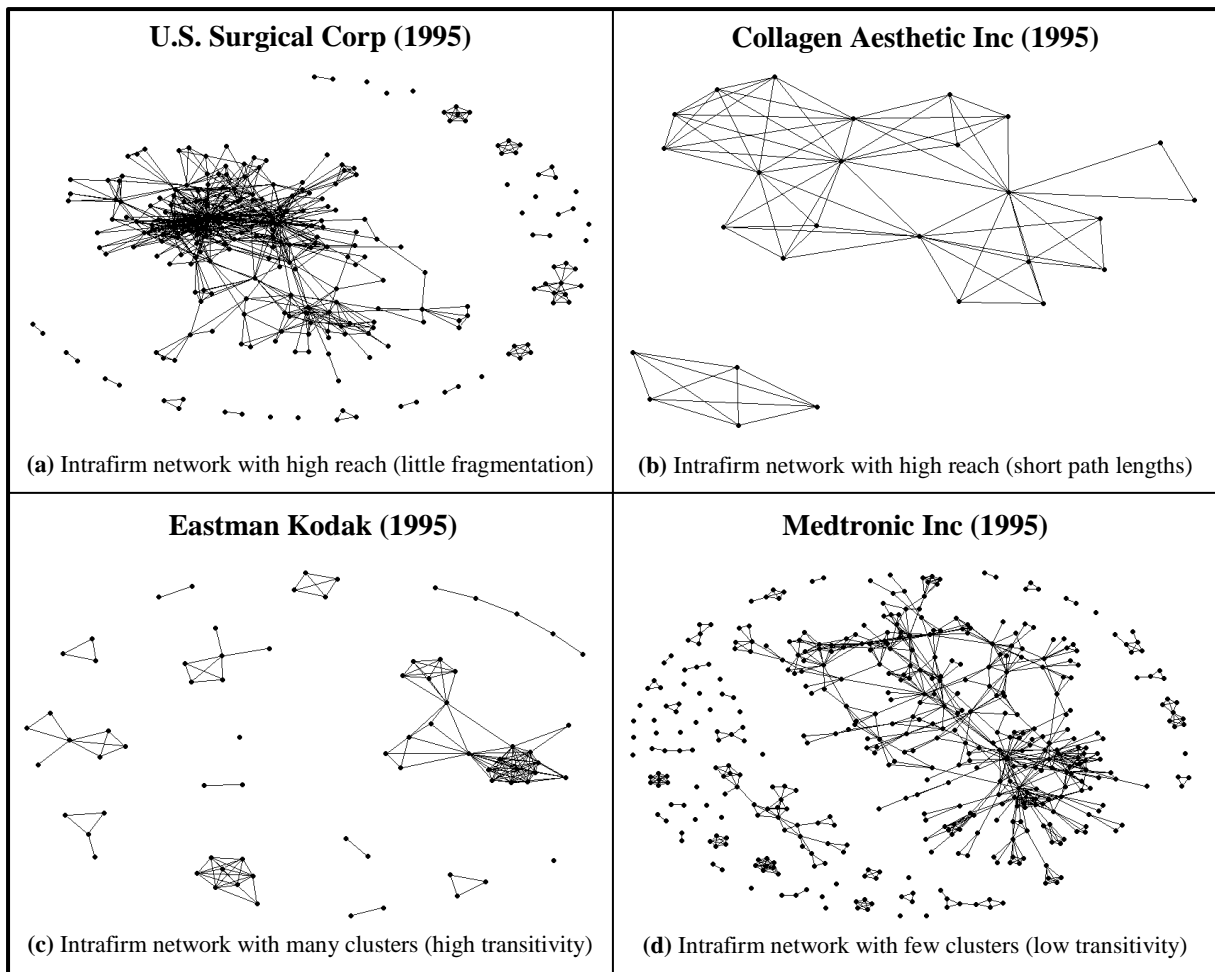 U.S. Surgical Corp (1995)
Collagen Aesthetic Inc (1995)
(a) Intrafirm network with high reach (little fragmentation)
(b) Intrafirm network with high reach (short path lengths)
Eastman Kodak (1995)
Medtronic Inc (1995)
(c) Intrafirm network with many clusters (high transitivity)
(d) Intrafirm network with few clusters (low transitivity)